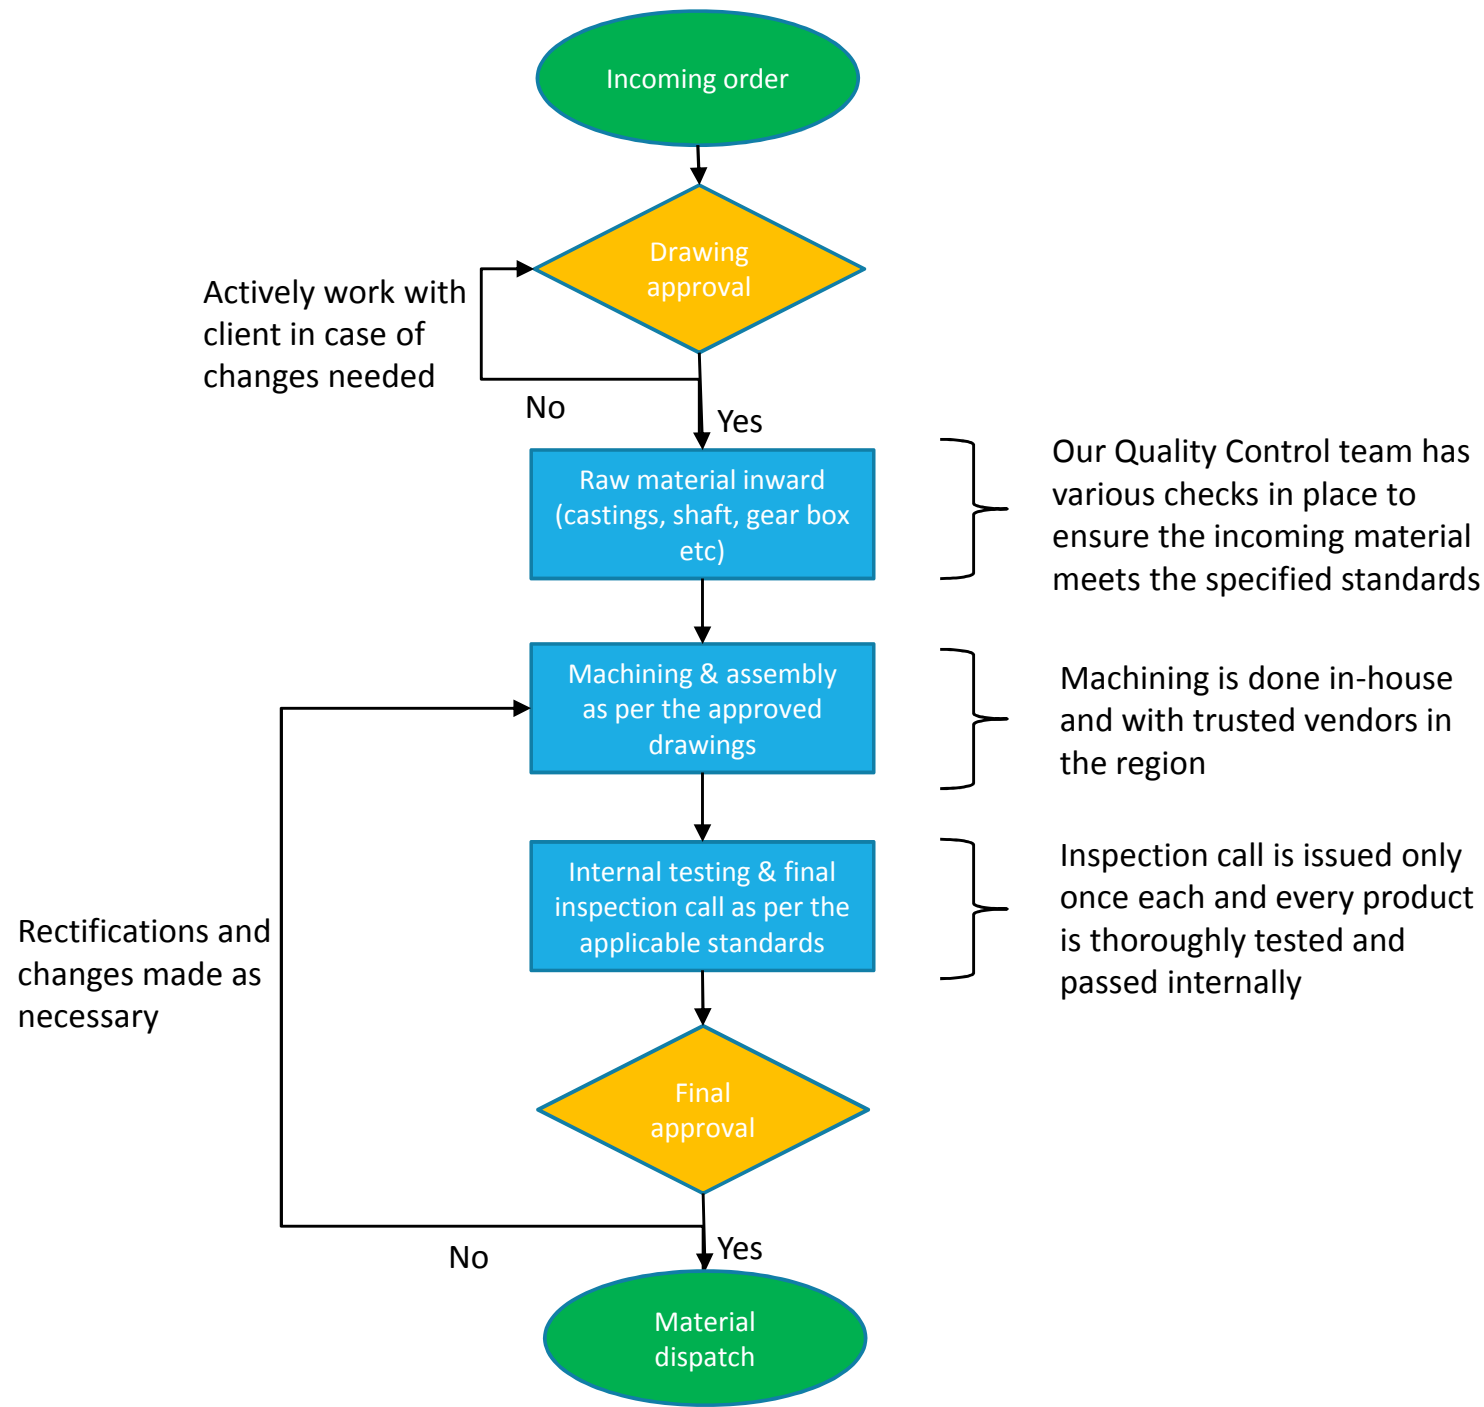 Incoming order
Drawing
approval
Actively work with
client in case of
changes needed
No
Yes
Raw material inward
(castings, shaft, gear box
etc)
Our Quality Control team has
various checks in place to
ensure the incoming material
meets the specified standards
Machining & assembly
as per the approved
drawings
Machining is done in-house
and with trusted vendors in
the region
Internal testing & final
inspection call as per the
applicable standards
Inspection call is issued only
once each and every product
is thoroughly tested and
passed internally
Rectifications and
changes made as
necessary
Final
approval
No
Yes
Material
dispatch